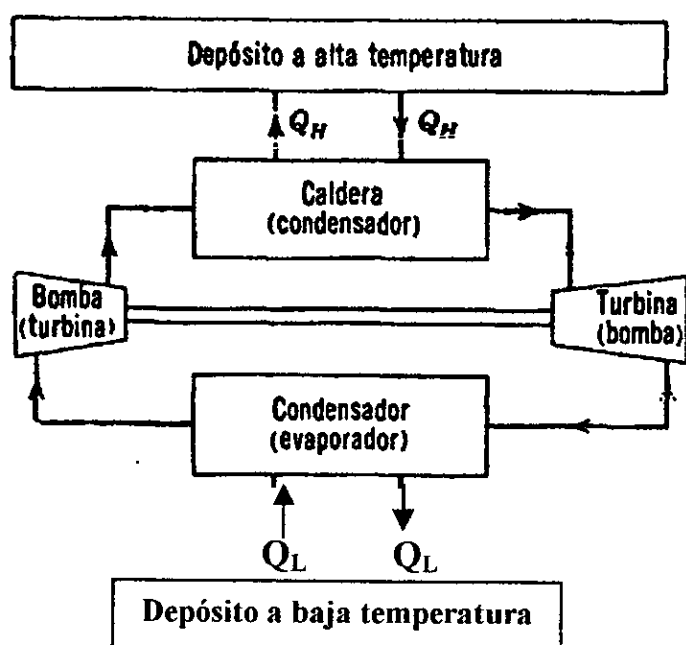 Depósito a alta temperatura
Q_H
Q_H
Caldera
(condensador)
Bomba
(turbina)
Turbina
(bomba)
Condensador
(evaporador)
Q_L
Q_L
Depósito a baja temperatura